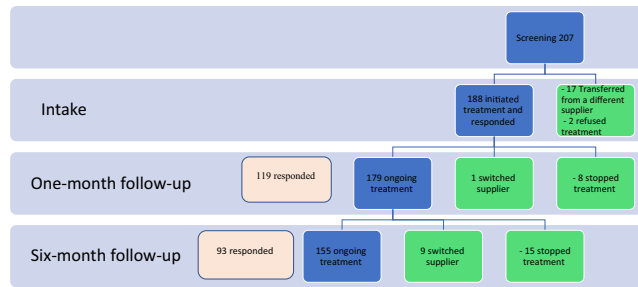 Screening 207
Intake
188 initiated
treatment and
responded
- 17 Transferred
from a different
supplier
- 2 refused
treatment
One-month follow-up
119 responded
179 ongoing
treatment
1 switched
supplier
- 8 stopped
treatment
Six-month follow-up
93 responded
155 ongoing
treatment
9 switched
supplier
- 15 stopped
treatment